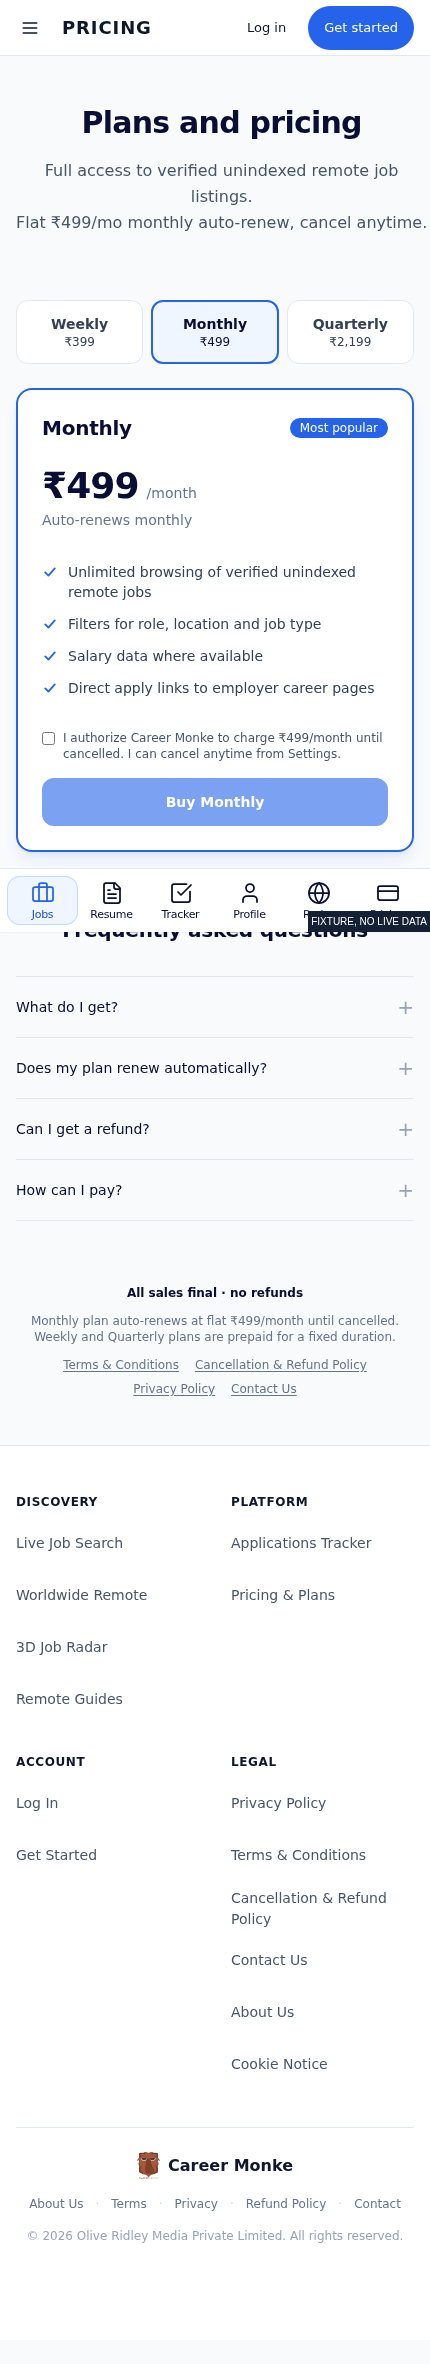 PRICING
Log in
Get started
Plans and pricing
Full access to verified unindexed remote job
listings.
Flat ₹499/mo monthly auto-renew, cancel anytime.
Weekly
₹399
Monthly
₹499
Quarterly
₹2,199
Monthly
Most popular
₹499 /month
Auto-renews monthly
Unlimited browsing of verified unindexed
remote jobs
Filters for role, location and job type
Salary data where available
Direct apply links to employer career pages
I authorize Career Monke to charge ₹499/month until
cancelled. I can cancel anytime from Settings.
Buy Monthly
Jobs
Resume
Tracker
Profile
FIXTURE, NO LIVE DATA
Frequently asked questions
What do I get?
Does my plan renew automatically?
Can I get a refund?
How can I pay?
All sales final · no refunds
Monthly plan auto-renews at flat ₹499/month until cancelled.
Weekly and Quarterly plans are prepaid for a fixed duration.
Terms & Conditions Cancellation & Refund Policy
Privacy Policy Contact Us
DISCOVERY
Live Job Search
Worldwide Remote
3D Job Radar
Remote Guides
PLATFORM
Applications Tracker
Pricing & Plans
ACCOUNT
Log In
Get Started
LEGAL
Privacy Policy
Terms & Conditions
Cancellation & Refund
Policy
Contact Us
About Us
Cookie Notice
Career Monke
About Us · Terms · Privacy · Refund Policy · Contact
© 2026 Olive Ridley Media Private Limited. All rights reserved.